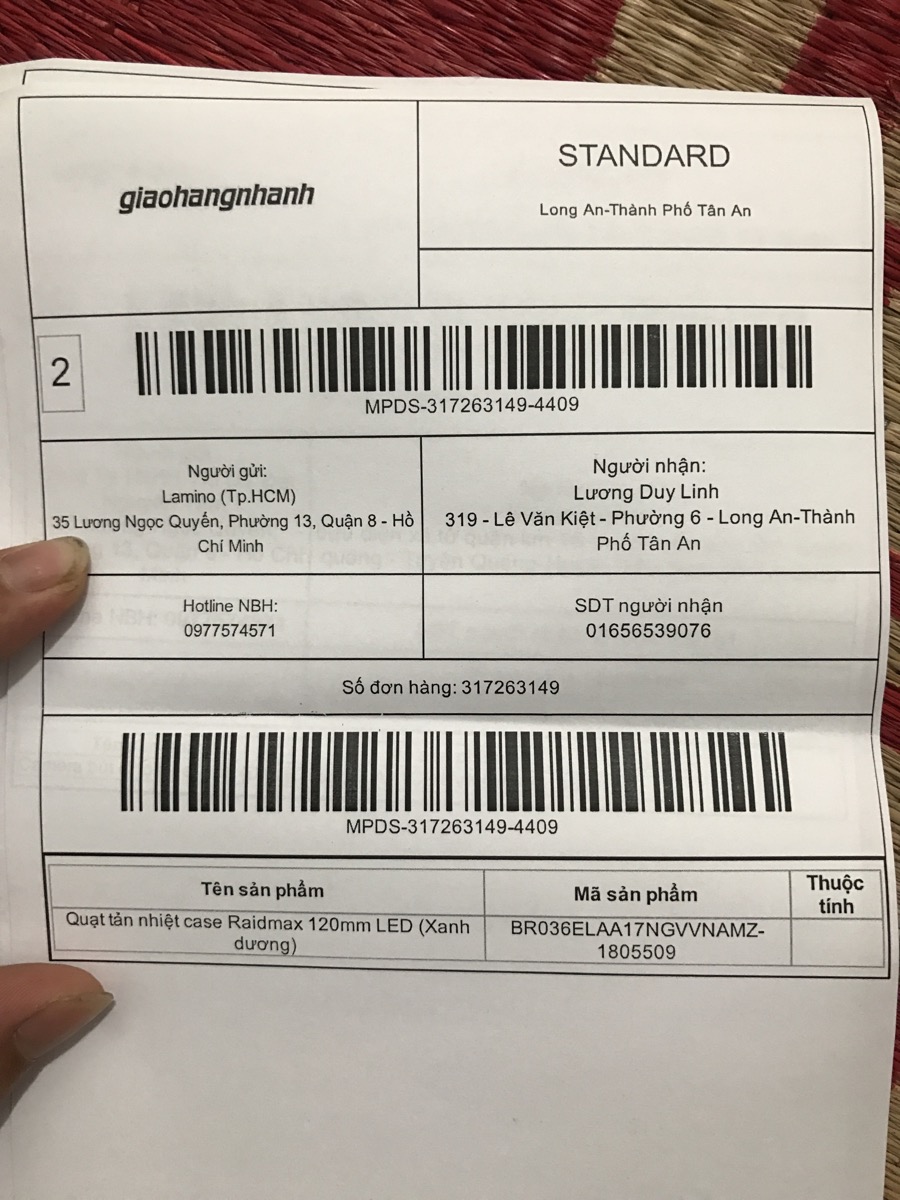 giaohangnhanh
STANDARD
Long An-Thành Phố Tân An
2
MPDS-317263149-4409
Người gửi:
Lamino (Tp.HCM)
35 Lương Ngọc Quyến, Phường 13, Quận 8 - Hồ
Chí Minh
Người nhận:
Lương Duy Linh
319 - Lê Văn Kiệt - Phường 6 - Long An-Thành
Phố Tân An
Hotline NBH:
0977574571
SDT người nhận
01656539076
Số đơn hàng: 317263149
MPDS-317263149-4409
Tên sản phẩm
Mã sản phẩm
Thuộc
tính
Quạt tản nhiệt case Raidmax 120mm LED (Xanh
dương)
BR036ELAA17NGVVNAMZ-
1805509